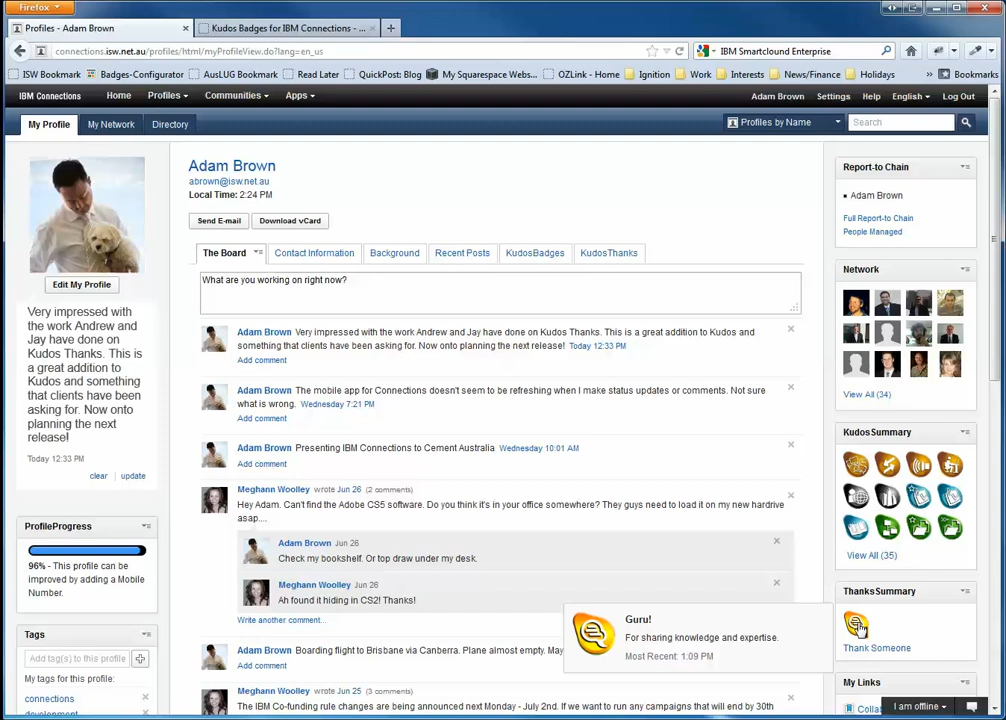 Firefox
Profiles - Adam Brown
Kudos Badges for IBM Connections - ...
connections.isw.net.au/profiles/html/myProfileView.do?lang=en_us
IBM Smartclound Enterprise
ISW Bookmark
Badges-Configurator
AusLUG Bookmark
Read Later
QuickPost: Blog
My Squarespace Web...
OZLink - Home
Ignition
Work
Interests
News/Finance
Holidays
»
Bookmarks
IBM Connections
Home
Profiles
Communities
Apps
Adam Brown
Settings
Help
English
Log Out
My Profile
My Network
Directory
Profiles by Name
Search
Edit My Profile
Very impressed with
the work Andrew and
Jay have done on
Kudos Thanks. This is
a great addition to
Kudos and something
that clients have been
asking for. Now onto
planning the next
release!
Today 12:33 PM
clear
update
ProfileProgress
96% - This profile can be
improved by adding a Mobile
Number.
Tags
Add tag(s) to this profile
My tags for this profile:
connections
development
Adam Brown
abrown@isw.net.au
Local Time: 2:24 PM
Send E-mail
Download vCard
The Board
Contact Information
Background
Recent Posts
KudosBadges
KudosThanks
What are you working on right now?
Adam Brown Very impressed with the work Andrew and Jay have done on Kudos Thanks. This is a great addition to Kudos and
something that clients have been asking for. Now onto planning the next release! Today 12:33 PM
Add comment
Adam Brown The mobile app for Connections doesn't seem to be refreshing when I make status updates or comments. Not sure
what is wrong. Wednesday 7:21 PM
Add comment
Adam Brown Presenting IBM Connections to Cement Australia Wednesday 10:01 AM
Add comment
Meghann Woolley wrote Jun 26 (2 comments)
Hey Adam. Can't find the Adobe CS5 software. Do you think it's in your office somewhere? They guys need to load it on my new hardrive
asap....
Adam Brown Jun 26
Check my bookshelf. Or top draw under my desk.
Meghann Woolley Jun 26
Ah found it hiding in CS2! Thanks!
Write another comment...
Adam Brown Boarding flight to Brisbane via Canberra. Plane almost empty. May
Add comment
Meghann Woolley wrote Jun 25 (3 comments)
The IBM Co-funding rule changes are being announced next Monday - July 2nd. If we want to run any campaigns that will end by 30th
Guru!
For sharing knowledge and expertise.
Most Recent: 1:09 PM
Report-to Chain
Adam Brown
Full Report-to Chain
People Managed
Network
View All (34)
KudosSummary
View All (35)
ThanksSummary
Thank Someone
My Links
I am offline